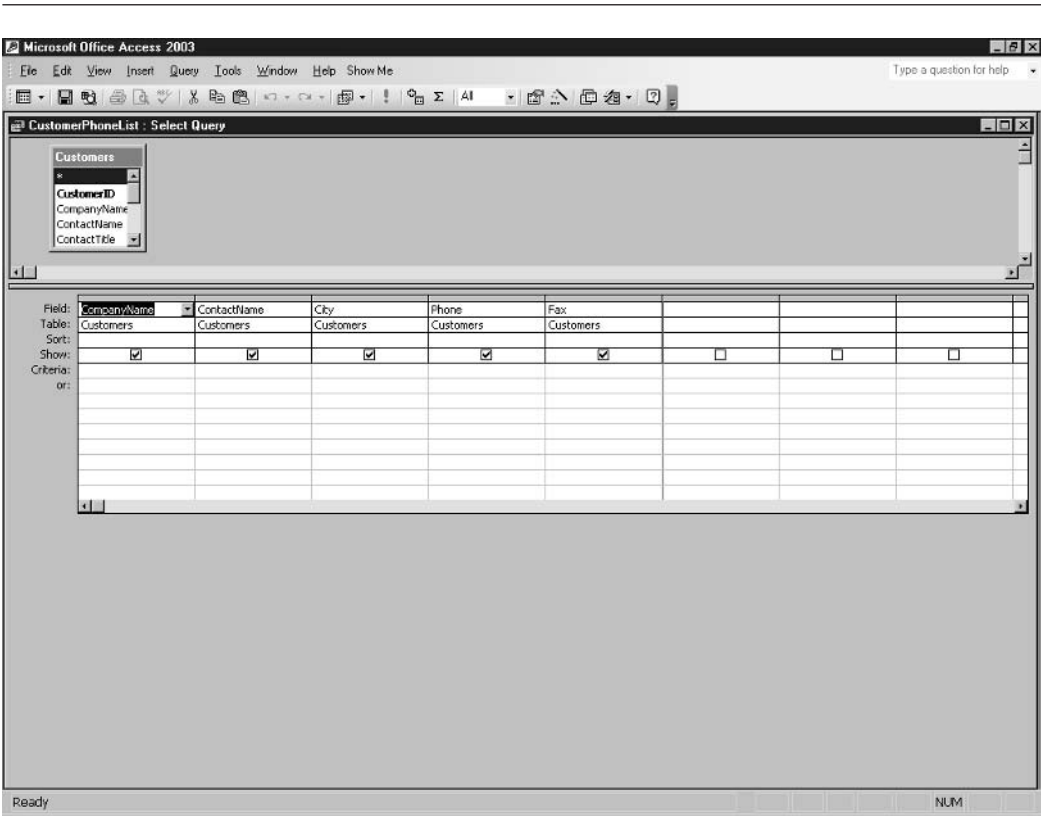 Microsoft Office Access 2003
File Edit View Insert Query Tools Window Help Show Me
Type a question for help
Σ All
CustomerPhoneList : Select Query
Customers
*
CustomerID
CompanyName
ContactName
ContactTitle
Field: CompanyName ContactName City Phone Fax
Table: Customers Customers Customers Customers Customers
Sort:
Show:
Criteria:
or:
Ready NUM